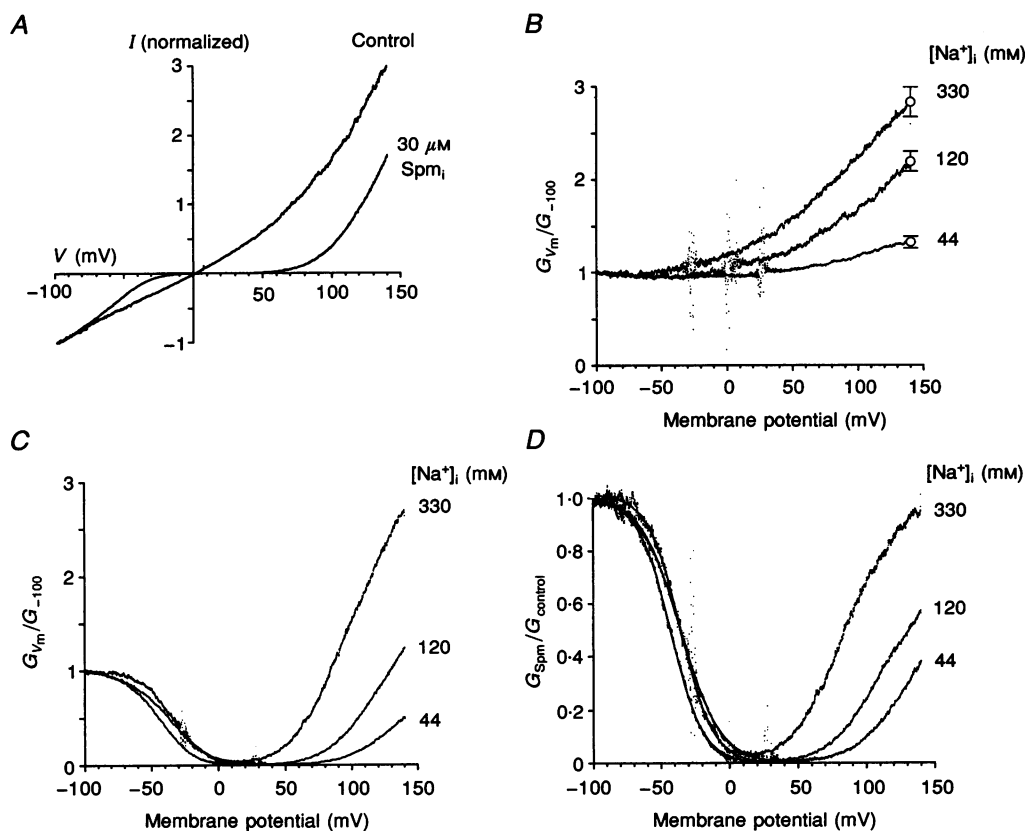 A
I (normalized)
Control
3
2
30 μM
Spmᵢ
1
V (mV)
−100
50
100
150
−1
B
[Na⁺]ᵢ (mM)
3
330
120
2
44
1
0
G_Vm/G₋₁₀₀
−100
−50
0
50
100
150
Membrane potential (mV)
C
[Na⁺]ᵢ (mM)
3
330
2
120
1
44
0
G_Vm/G₋₁₀₀
−100
−50
0
50
100
150
Membrane potential (mV)
D
[Na⁺]ᵢ (mM)
1·0
330
0·8
0·6
120
0·4
44
0·2
0
G_Spm/G_control
−100
−50
0
50
100
150
Membrane potential (mV)